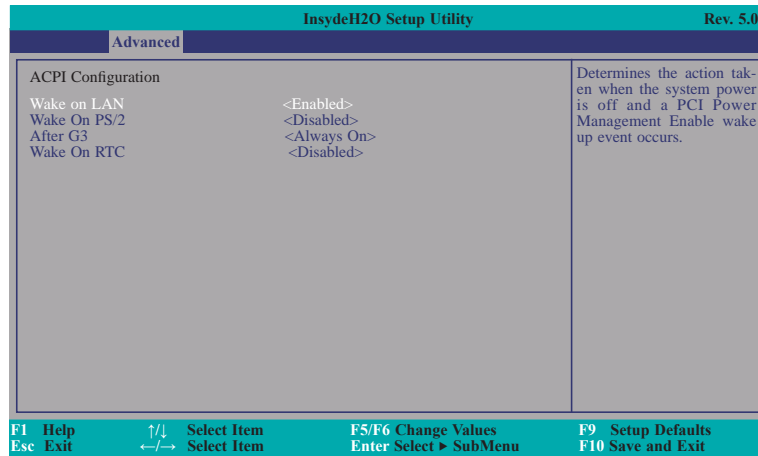 InsydeH2O Setup Utility Rev. 5.0
Advanced
ACPI Configuration
Wake on LAN <Enabled>
Wake On PS/2 <Disabled>
After G3 <Always On>
Wake On RTC <Disabled>
Determines the action tak-
en when the system power
is off and a PCI Power
Management Enable wake
up event occurs.
F1 Help ↑/↓ Select Item F5/F6 Change Values F9 Setup Defaults
Esc Exit ←/→ Select Item Enter Select ► SubMenu F10 Save and Exit